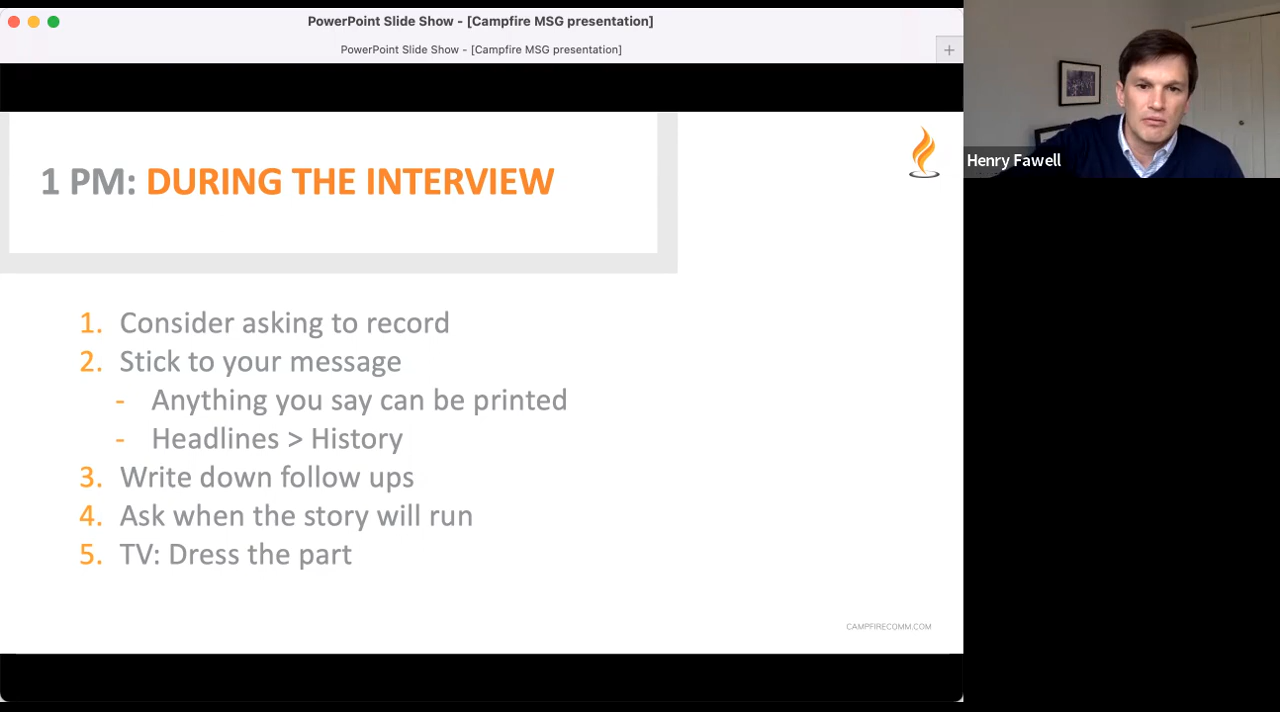 PowerPoint Slide Show - [Campfire MSG presentation]
PowerPoint Slide Show - [Campfire MSG presentation]
+
1 PM: DURING THE INTERVIEW
Henry Fawell
1. Consider asking to record
2. Stick to your message
- Anything you say can be printed
- Headlines > History
3. Write down follow ups
4. Ask when the story will run
5. TV: Dress the part
CAMPFIRECOMM.COM